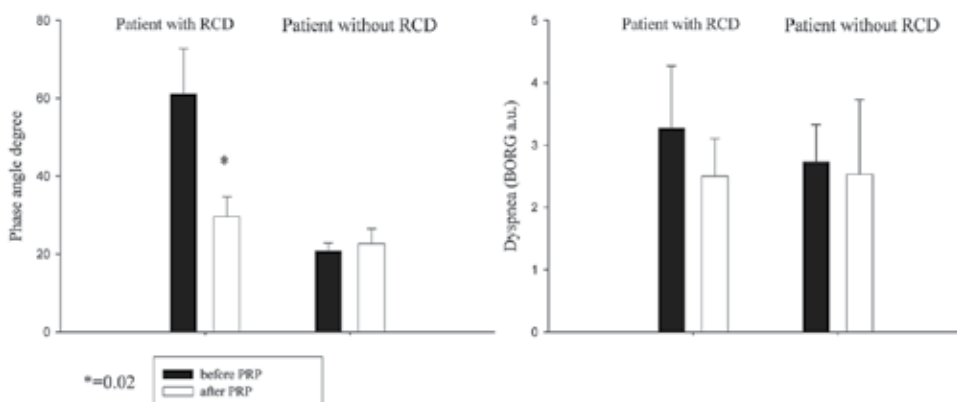 80
60
40
20
0
Phase angle degree
Patient with RCD
Patient without RCD
*
5
4
3
2
1
0
Dyspnea (BORG a.u.)
Patient with RCD
Patient without RCD
*=0.02
before PRP
after PRP